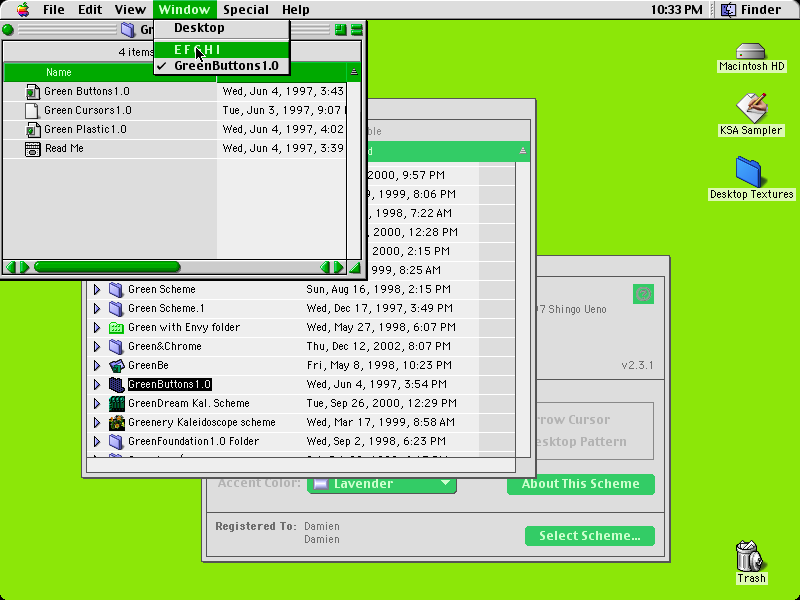 File Edit View Window Special Help 10:33 PM Finder
Desktop
E F G H I
GreenButtons1.0
Gr
4 items
Name
Green Buttons1.0 Wed, Jun 4, 1997, 3:43
Green Cursors1.0 Tue, Jun 3, 1997, 9:07
Green Plastic1.0 Wed, Jun 4, 1997, 4:02
Read Me Wed, Jun 4, 1997, 3:39
Macintosh HD
KSA Sampler
Desktop Textures
Trash
ble
d
2000, 9:57 PM
9, 1999, 8:06 PM
, 1998, 7:22 AM
, 2000, 12:28 PM
2000, 2:15 PM
999, 8:25 AM
Green Scheme Sun, Aug 16, 1998, 2:15 PM
Green Scheme.1 Wed, Dec 17, 1997, 3:49 PM
Green with Envy folder Wed, May 27, 1998, 6:07 PM
Green&Chrome Thu, Dec 12, 2002, 8:07 PM
GreenBe Fri, May 8, 1998, 10:23 PM
GreenButtons1.0 Wed, Jun 4, 1997, 3:54 PM
GreenDream Kal. Scheme Tue, Sep 26, 2000, 12:29 PM
Greenery Kaleidoscope scheme Wed, Mar 17, 1999, 8:58 AM
GreenFoundation1.0 Folder Wed, Sep 2, 1998, 6:23 PM
97 Shingo Ueno
v2.3.1
rrow Cursor
esktop Pattern
Accent Color: Lavender About This Scheme
Registered To: Damien
Damien
Select Scheme...